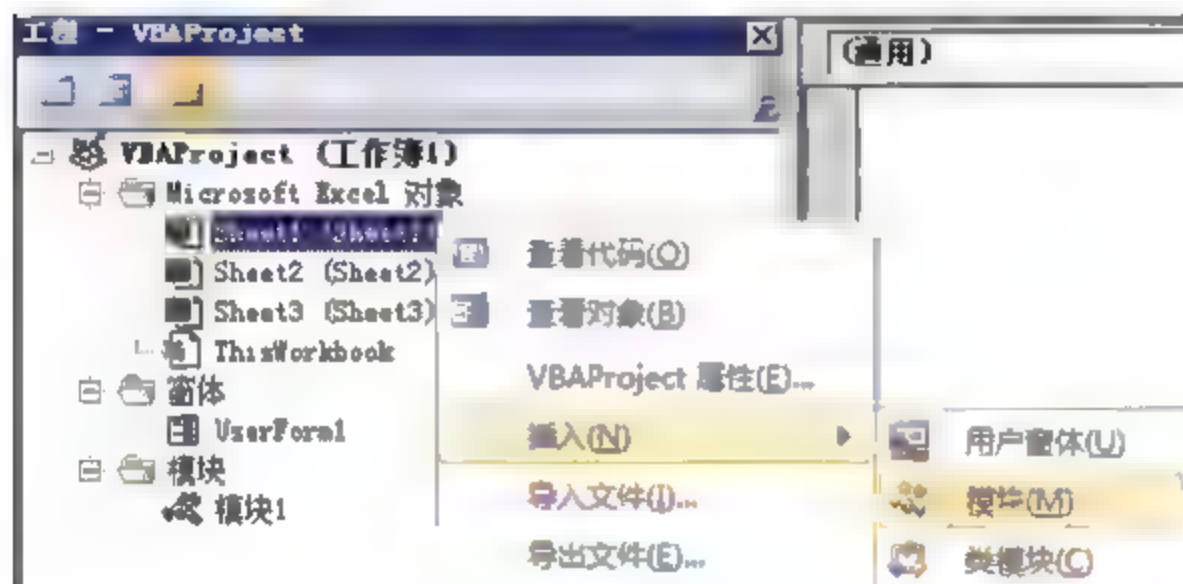 工程 - VBAProject
(通用)
VBAProject (工作簿1)
Microsoft Excel 对象
Sheet1 (Sheet1)
查看代码(O)
Sheet2 (Sheet2)
Sheet3 (Sheet3)
查看对象(B)
ThisWorkbook
VBAProject 属性(E)...
窗体
UserForm1
插入(N)
用户窗体(U)
模块
导入文件(I)...
模块(M)
模块1
导出文件(E)...
类模块(C)